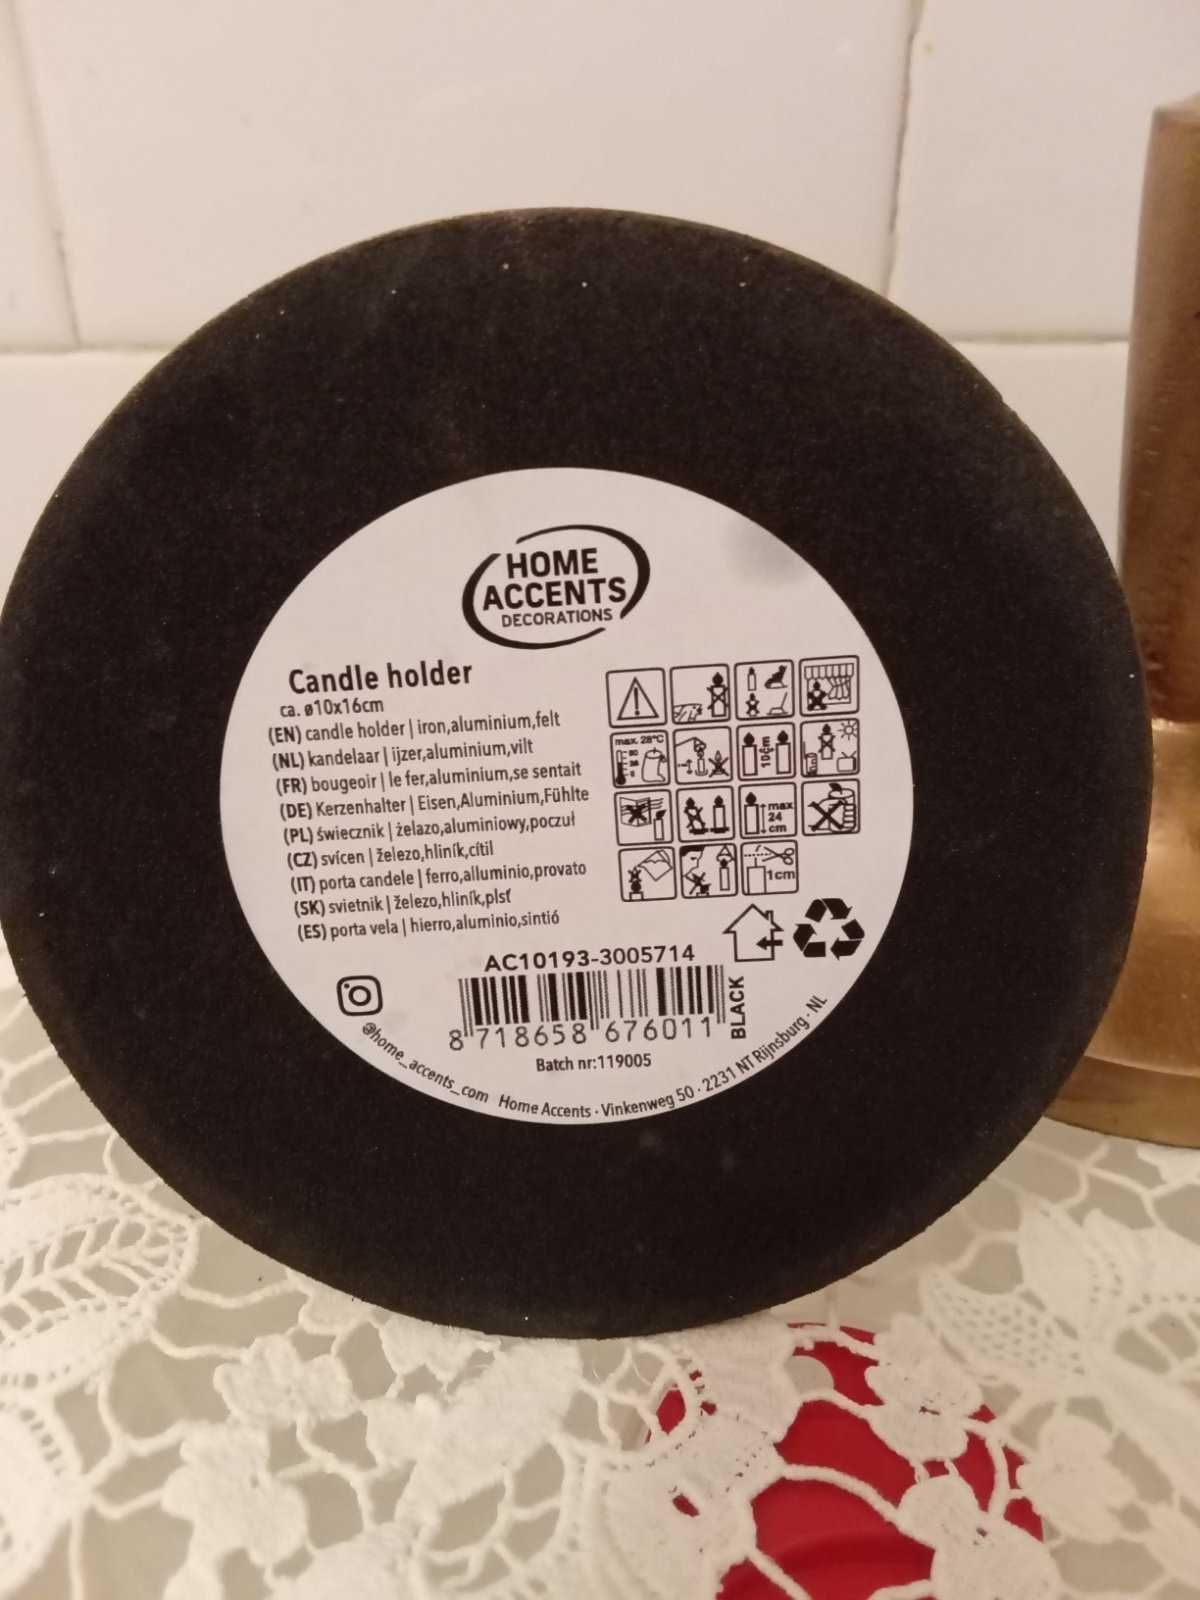 HOME
ACCENTS
DECORATIONS
Candle holder
ca. ø10x16cm
(EN) candle holder | iron,aluminium,felt
(NL) kandelaar | ijzer,aluminium,vilt
(FR) bougeoir | le fer,aluminium,se sentait
(DE) Kerzenhalter | Eisen,Aluminium,Fühlte
(PL) świecznik | żelazo,aluminiowy,poczuł
(CZ) svícen | železo,hliník,cítil
(IT) porta candele | ferro,alluminio,provato
(SK) svietnik | železo,hliník,plsť
(ES) porta vela | hierro,aluminio,sintió
max. 28°C
10cm
max
24
cm
1cm
AC10193-3005714
8 718658 676011
BLACK
Batch nr:119005
@home_accents_com Home Accents · Vinkenweg 50 · 2231 NT Rijnsburg · NL